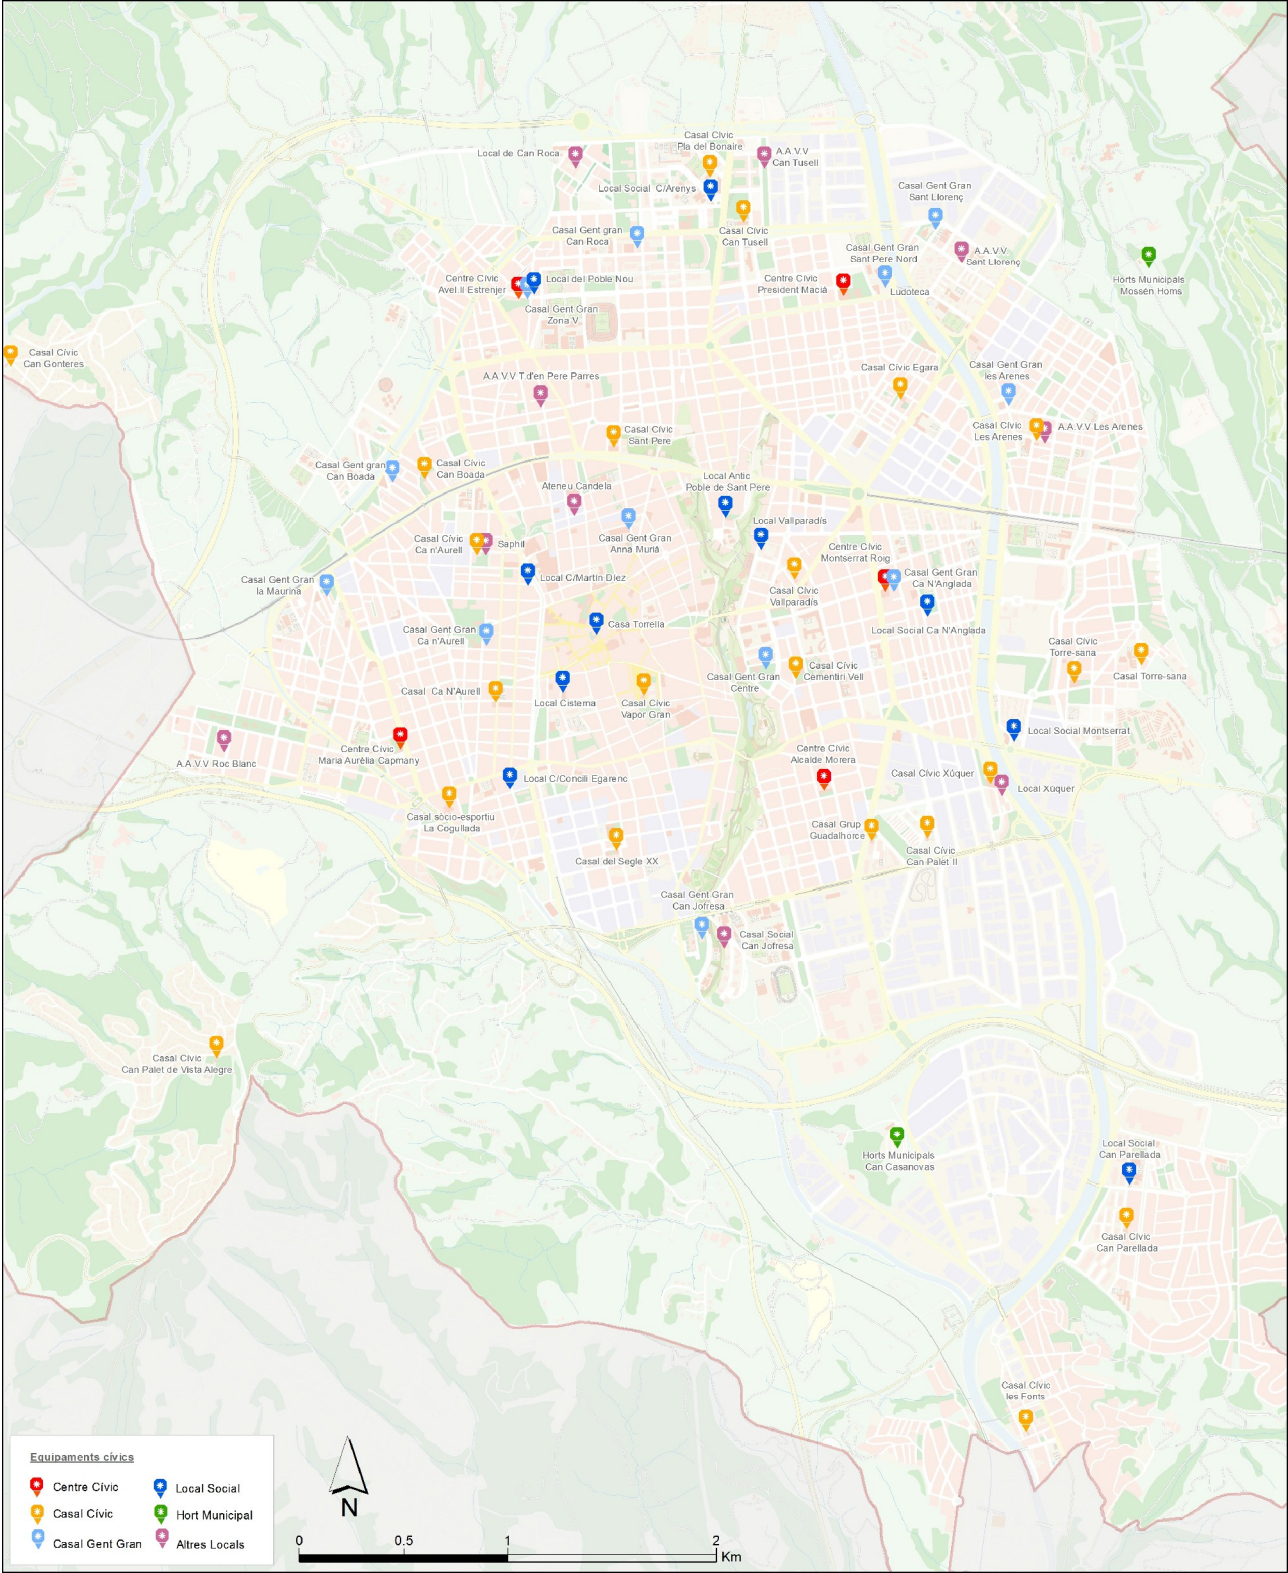 Casal Cívic
Pla del Bonaire
Local de Can Roca
A.A.V.V
Can Tusell
Local Social C/Arenys
Casal Gent Gran
Sant Llorenç
Casal Gent gran
Can Roca
Casal Cívic
Can Tusell
Casal Gent Gran
Sant Pere Nord
A.A.V.V.
Sant Llorenç
Centre Cívic
Avel.lí Estrenjer
Local del Poble Nou
Centre Cívic
President Macià
Ludoteca
Horts Municipals
Mossèn Homs
Casal Gent Gran
Zona V
Casal Cívic
Can Gonteres
A.A.V.V T.d'en Pere Parres
Casal Cívic Egara
Casal Gent Gran
les Arenes
Casal Cívic
Sant Pere
Casal Cívic
Les Arenes
A.A.V.V Les Arenes
Casal Gent gran
Can Boada
Casal Cívic
Can Boada
Ateneu Candela
Local Antic
Poble de Sant Pere
Casal Cívic
Ca n'Aurell
Saphil
Casal Gent Gran
Anna Murià
Local Vallparadís
Centre Cívic
Montserrat Roig
Casal Gent Gran
la Maurina
Local C/Martín Díez
Casal Cívic
Vallparadís
Casal Gent Gran
Ca N'Anglada
Casal Gent Gran
Ca n'Aurell
Casa Torrella
Local Social Ca N'Anglada
Casal Cívic
Torre-sana
Casal Torre-sana
Casal Gent Gran
Centre
Casal Cívic
Cementiri Vell
Casal Ca N'Aurell
Local Cisterna
Casal Cívic
Vapor Gran
Local Social Montserrat
A.A.V.V Roc Blanc
Centre Cívic
Maria Aurèlia Capmany
Centre Cívic
Alcalde Morera
Local C/Concili Egarenc
Casal Cívic Xúquer
Local Xúquer
Casal sòcio-esportiu
La Cogullada
Casal Grup
Guadalhorce
Casal Cívic
Can Palet II
Casal del Segle XX
Casal Gent Gran
Can Jofresa
Casal Social
Can Jofresa
Casal Cívic
Can Palet de Vista Alegre
Horts Municipals
Can Casanovas
Local Social
Can Parellada
Casal Cívic
Can Parellada
Casal Cívic
les Fonts
Equipaments cívics
Centre Cívic
Local Social
Casal Cívic
Hort Municipal
Casal Gent Gran
Altres Locals
N
0 0.5 1 2
Km